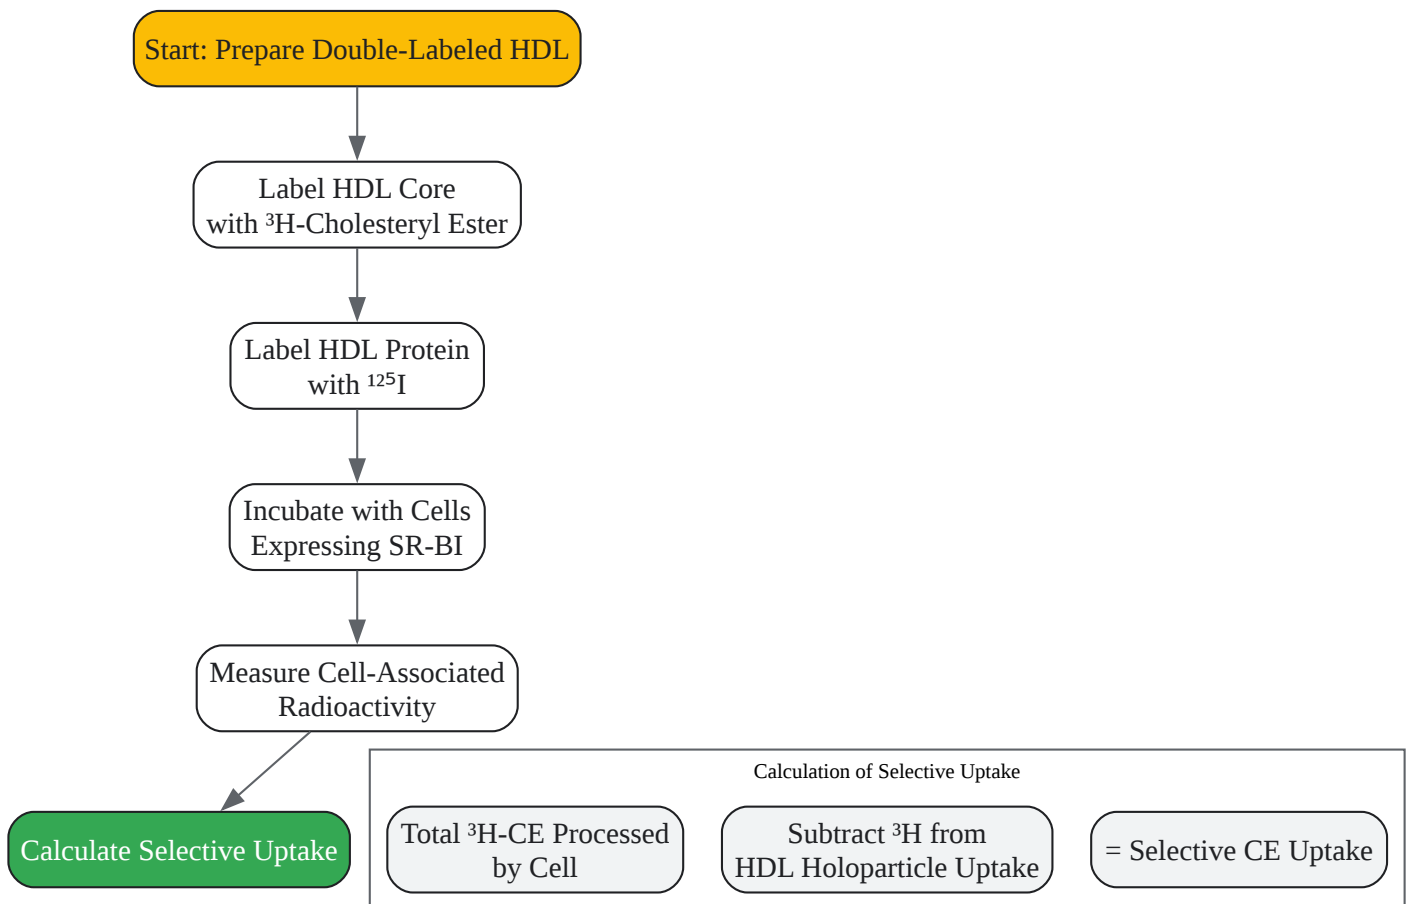 Start: Prepare Double-Labeled HDL
Label HDL Core
with ³H-Cholesteryl Ester
Label HDL Protein
with ¹²⁵I
Incubate with Cells
Expressing SR-BI
Measure Cell-Associated
Radioactivity
Calculate Selective Uptake
Calculation of Selective Uptake
Total ³H-CE Processed
by Cell
Subtract ³H from
HDL Holoparticle Uptake
= Selective CE Uptake